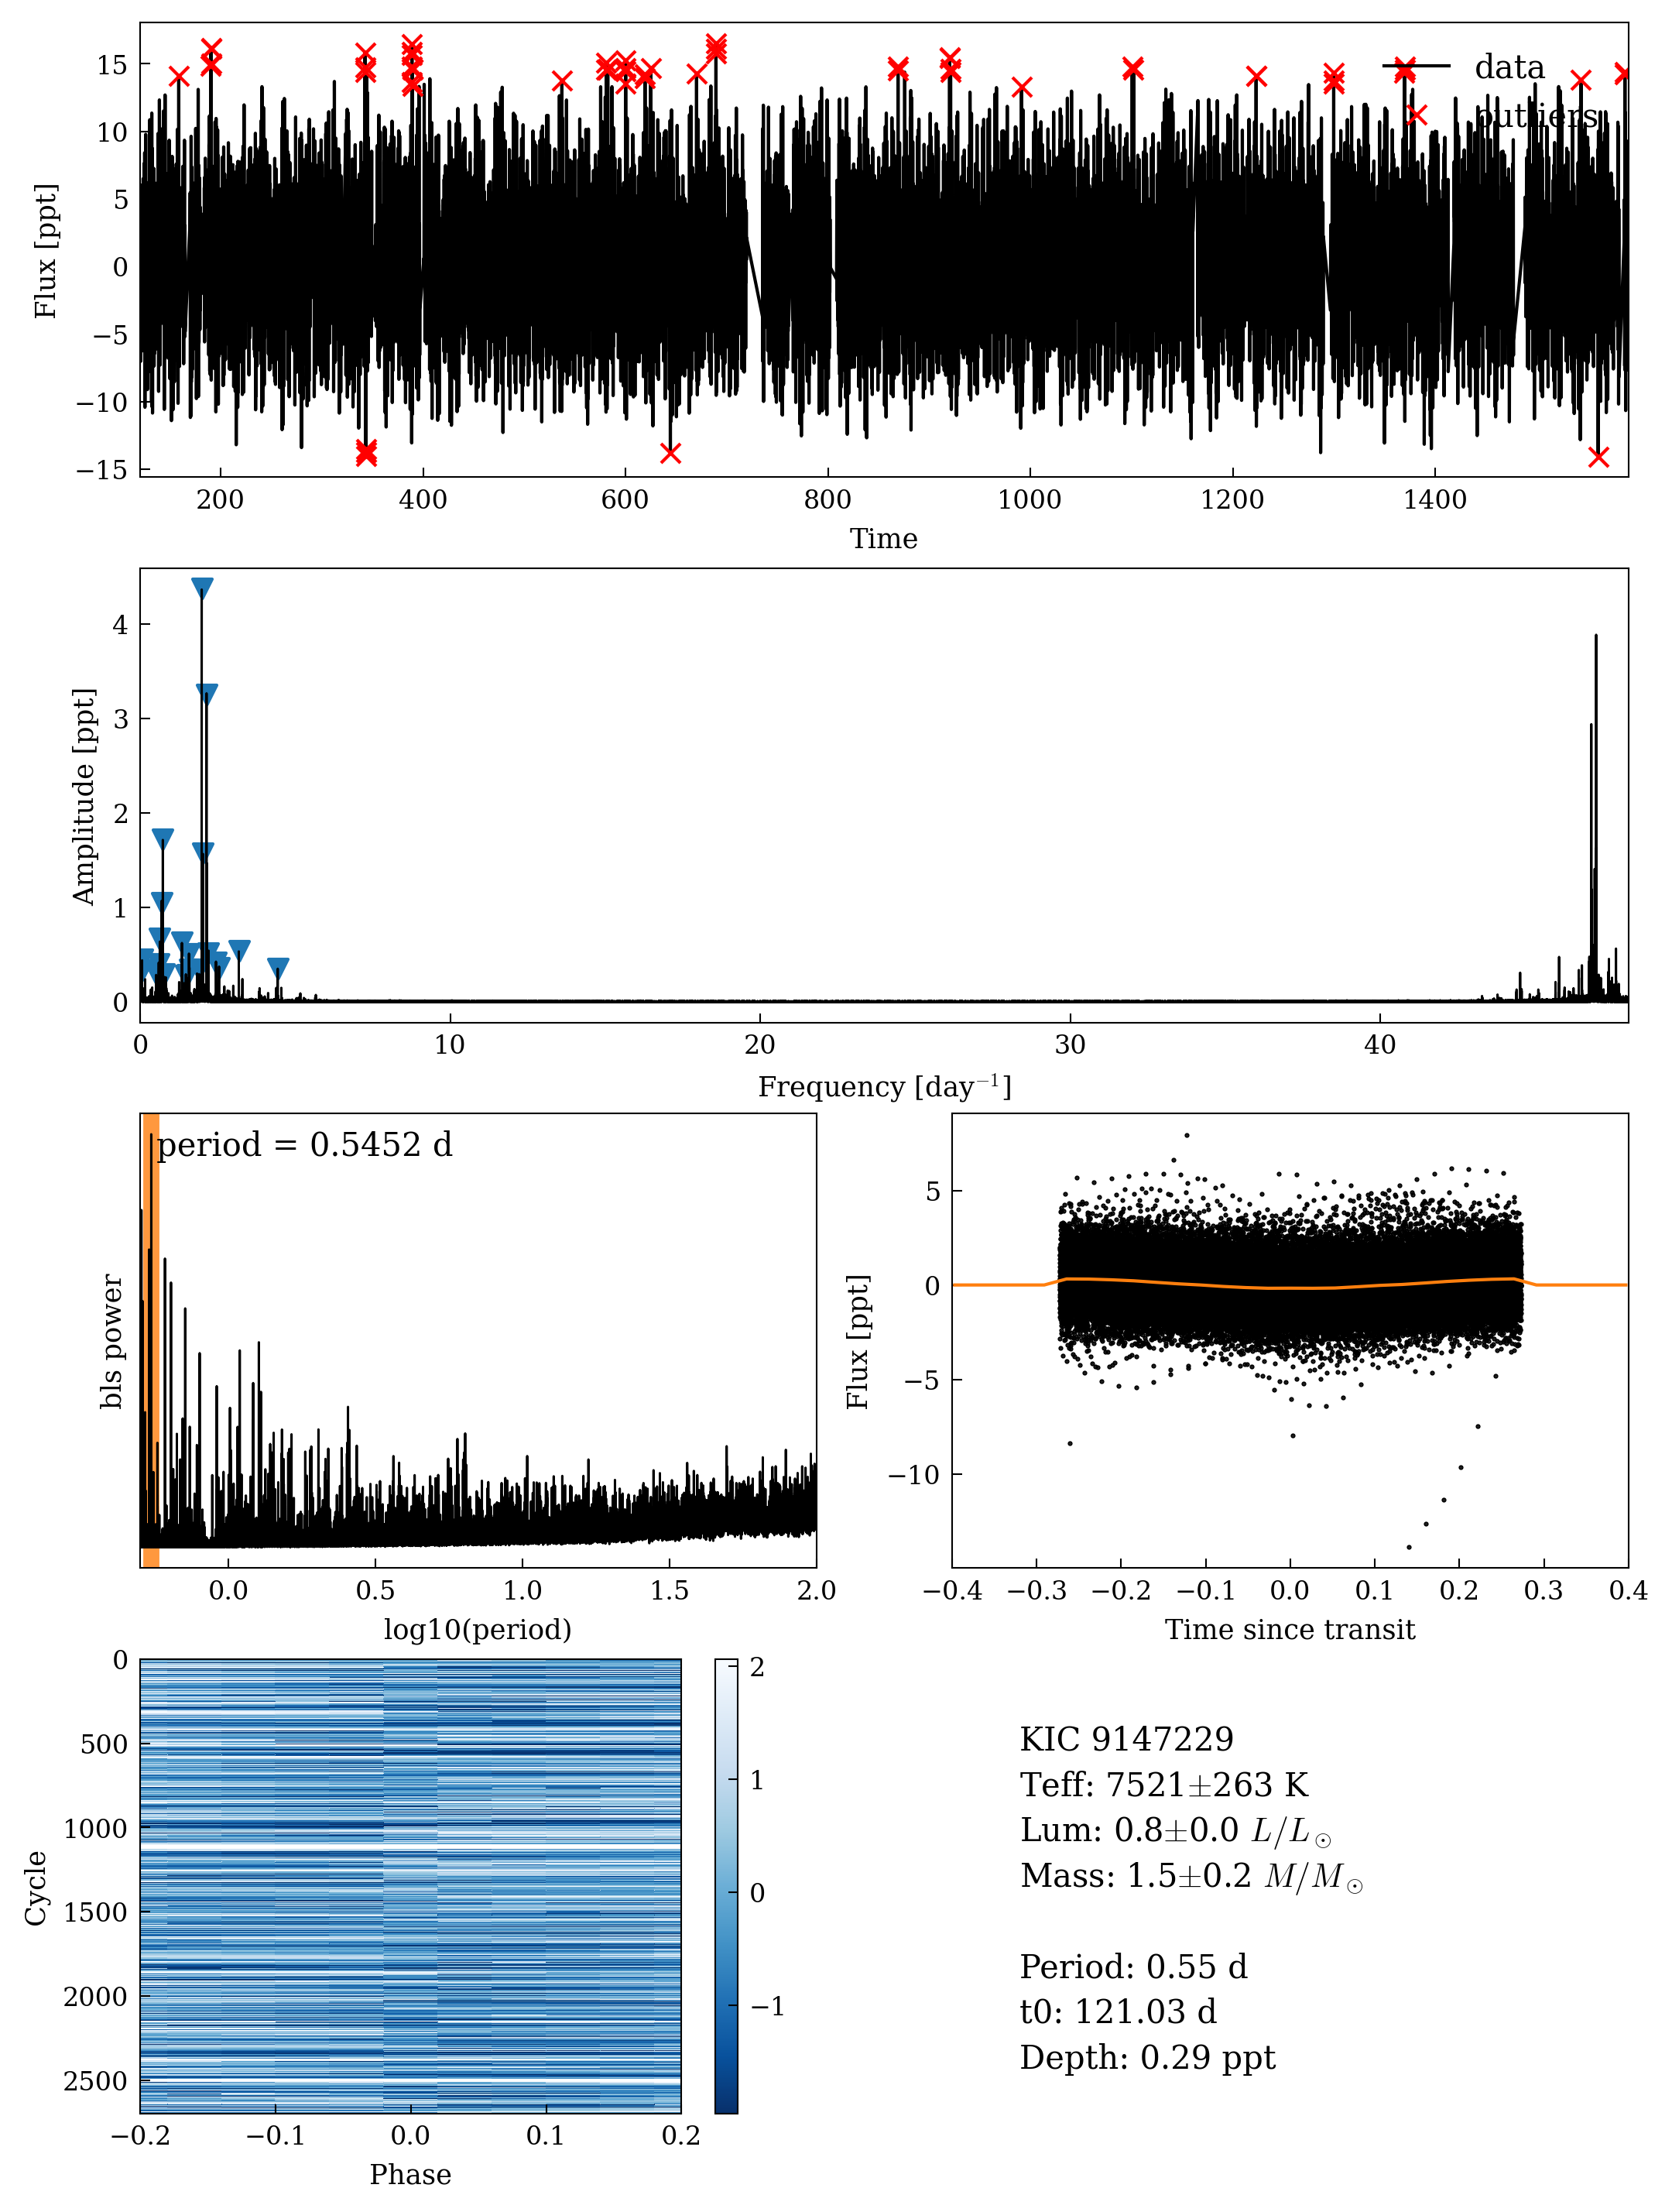 15
10
5
0
−5
−10
−15
Flux [ppt]
data
outliers
200 400 600 800 1000 1200 1400
Time
4
3
2
1
0
Amplitude [ppt]
0 10 20 30 40
Frequency [day⁻¹]
period = 0.5452 d
bls power
0.0 0.5 1.0 1.5 2.0
log10(period)
5
0
−5
−10
Flux [ppt]
−0.4 −0.3 −0.2 −0.1 0.0 0.1 0.2 0.3 0.4
Time since transit
0
500
1000
1500
2000
2500
Cycle
−0.2 −0.1 0.0 0.1 0.2
Phase
2
1
0
−1
KIC 9147229
Teff: 7521±263 K
Lum: 0.8±0.0 L/L⊙
Mass: 1.5±0.2 M/M⊙
Period: 0.55 d
t0: 121.03 d
Depth: 0.29 ppt